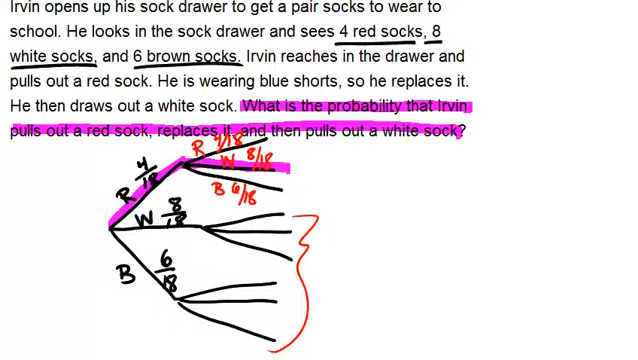 Irvin opens up his sock drawer to get a pair socks to wear to
school. He looks in the sock drawer and sees 4 red socks, 8
white socks, and 6 brown socks. Irvin reaches in the drawer and
pulls out a red sock. He is wearing blue shorts, so he replaces it.
He then draws out a white sock. What is the probability that Irvin
pulls out a red sock, replaces it, and then pulls out a white sock?
R 4/18
W 8/18
B 6/18
R 4/18
W 8/18
B 6/18